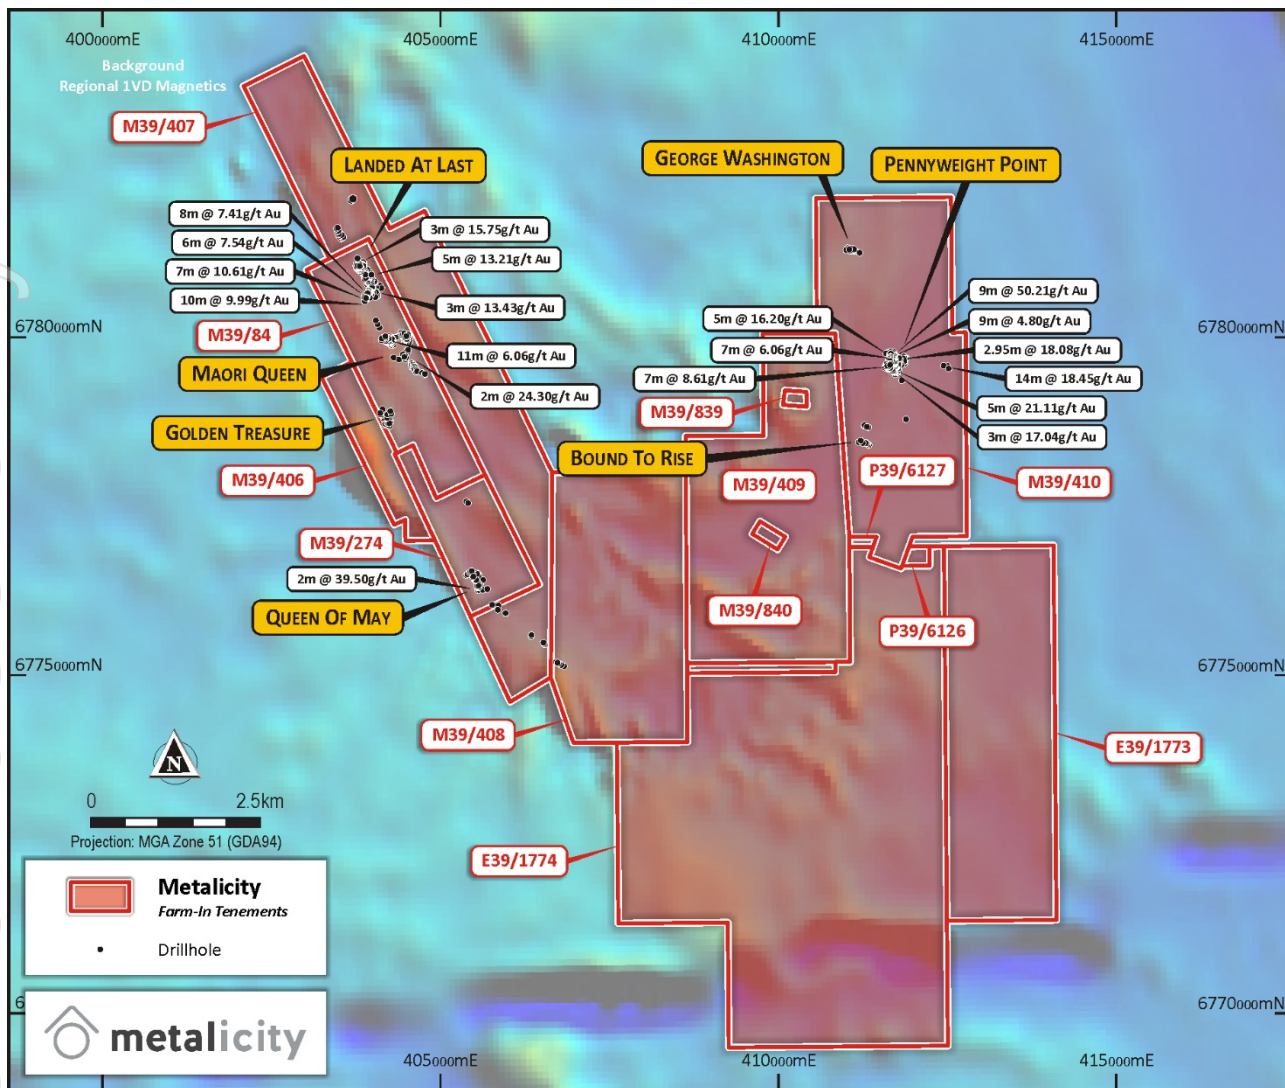 400000mE
405000mE
410000mE
415000mE
Background
Regional 1VD Magnetics
M39/407
LANDED AT LAST
GEORGE WASHINGTON
PENNYWEIGHT POINT
8m @ 7.41g/t Au
6m @ 7.54g/t Au
7m @ 10.61g/t Au
10m @ 9.99g/t Au
3m @ 15.75g/t Au
5m @ 13.21g/t Au
3m @ 13.43g/t Au
M39/84
MAORI QUEEN
11m @ 6.06g/t Au
2m @ 24.30g/t Au
GOLDEN TREASURE
M39/406
5m @ 16.20g/t Au
7m @ 6.06g/t Au
7m @ 8.61g/t Au
9m @ 50.21g/t Au
9m @ 4.80g/t Au
2.95m @ 18.08g/t Au
14m @ 18.45g/t Au
5m @ 21.11g/t Au
3m @ 17.04g/t Au
6780000mN
6780000mN
M39/839
BOUND TO RISE
M39/409
P39/6127
M39/410
M39/274
2m @ 39.50g/t Au
QUEEN OF MAY
M39/840
P39/6126
6775000mN
6775000mN
M39/408
E39/1773
E39/1774
N
0 2.5km
Projection: MGA Zone 51 (GDA94)
Metalicity
Farm-In Tenements
Drillhole
metalicity
6770000mN
405000mE
410000mE
415000mE